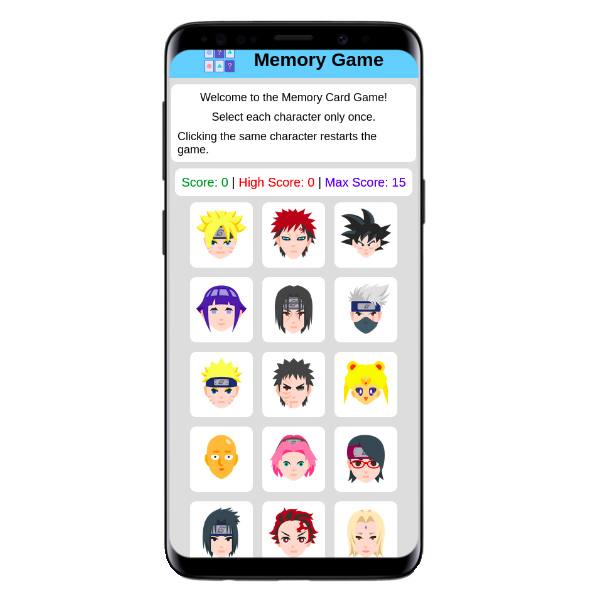 Memory Game
Welcome to the Memory Card Game!
Select each character only once.
Clicking the same character restarts the
game.
Score: 0 | High Score: 0 | Max Score: 15